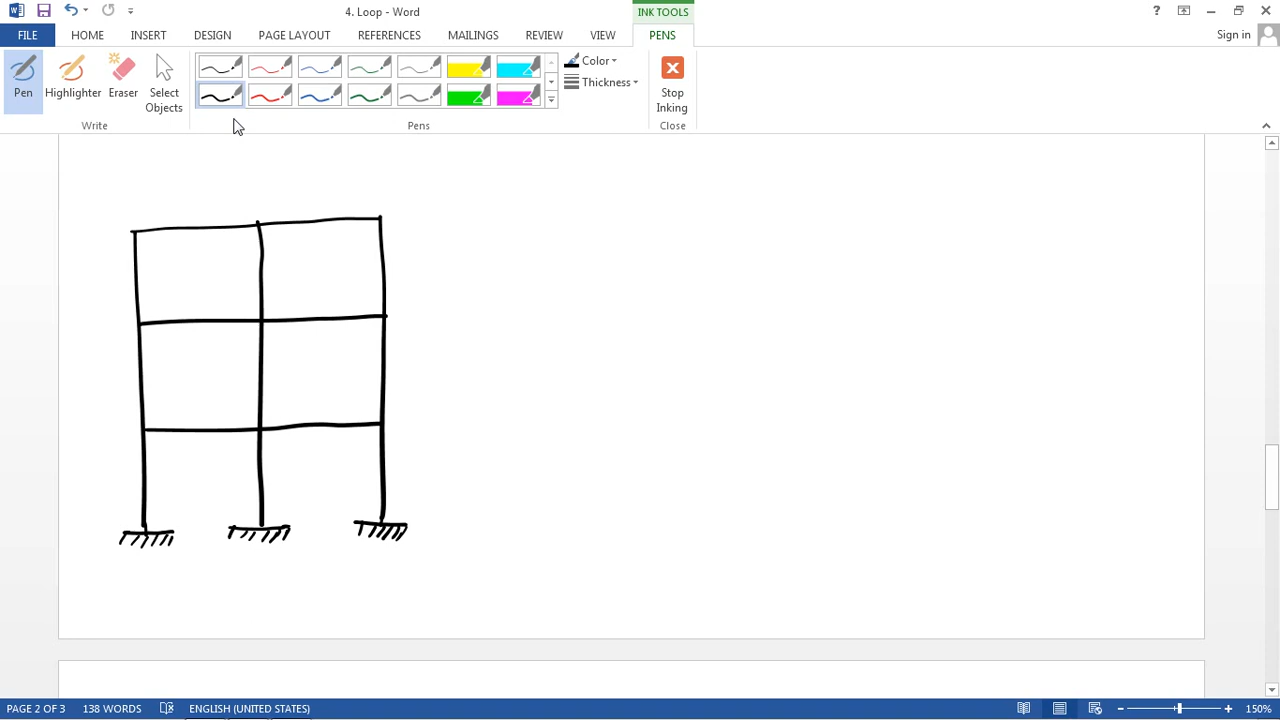 4. Loop - Word
INK TOOLS
?
FILE
HOME
INSERT
DESIGN
PAGE LAYOUT
REFERENCES
MAILINGS
REVIEW
VIEW
PENS
Sign in
Pen
Highlighter
Eraser
Select Objects
Color
Thickness
Stop Inking
Write
Pens
Close
PAGE 2 OF 3
138 WORDS
ENGLISH (UNITED STATES)
150%